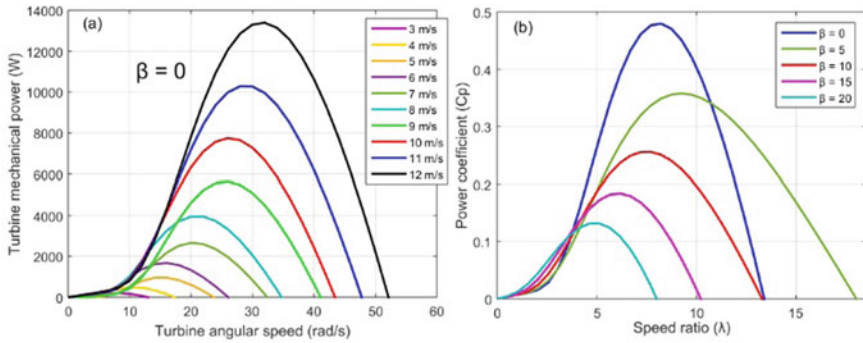 (a)
β = 0
14000
12000
10000
8000
6000
4000
2000
0
0 10 20 30 40 50 60
Turbine mechanical power (W)
Turbine angular speed (rad/s)
3 m/s
4 m/s
5 m/s
6 m/s
7 m/s
8 m/s
9 m/s
10 m/s
11 m/s
12 m/s
(b)
0.5
0.4
0.3
0.2
0.1
0
0 5 10 15
Power coefficient (Cp)
Speed ratio (λ)
β = 0
β = 5
β = 10
β = 15
β = 20